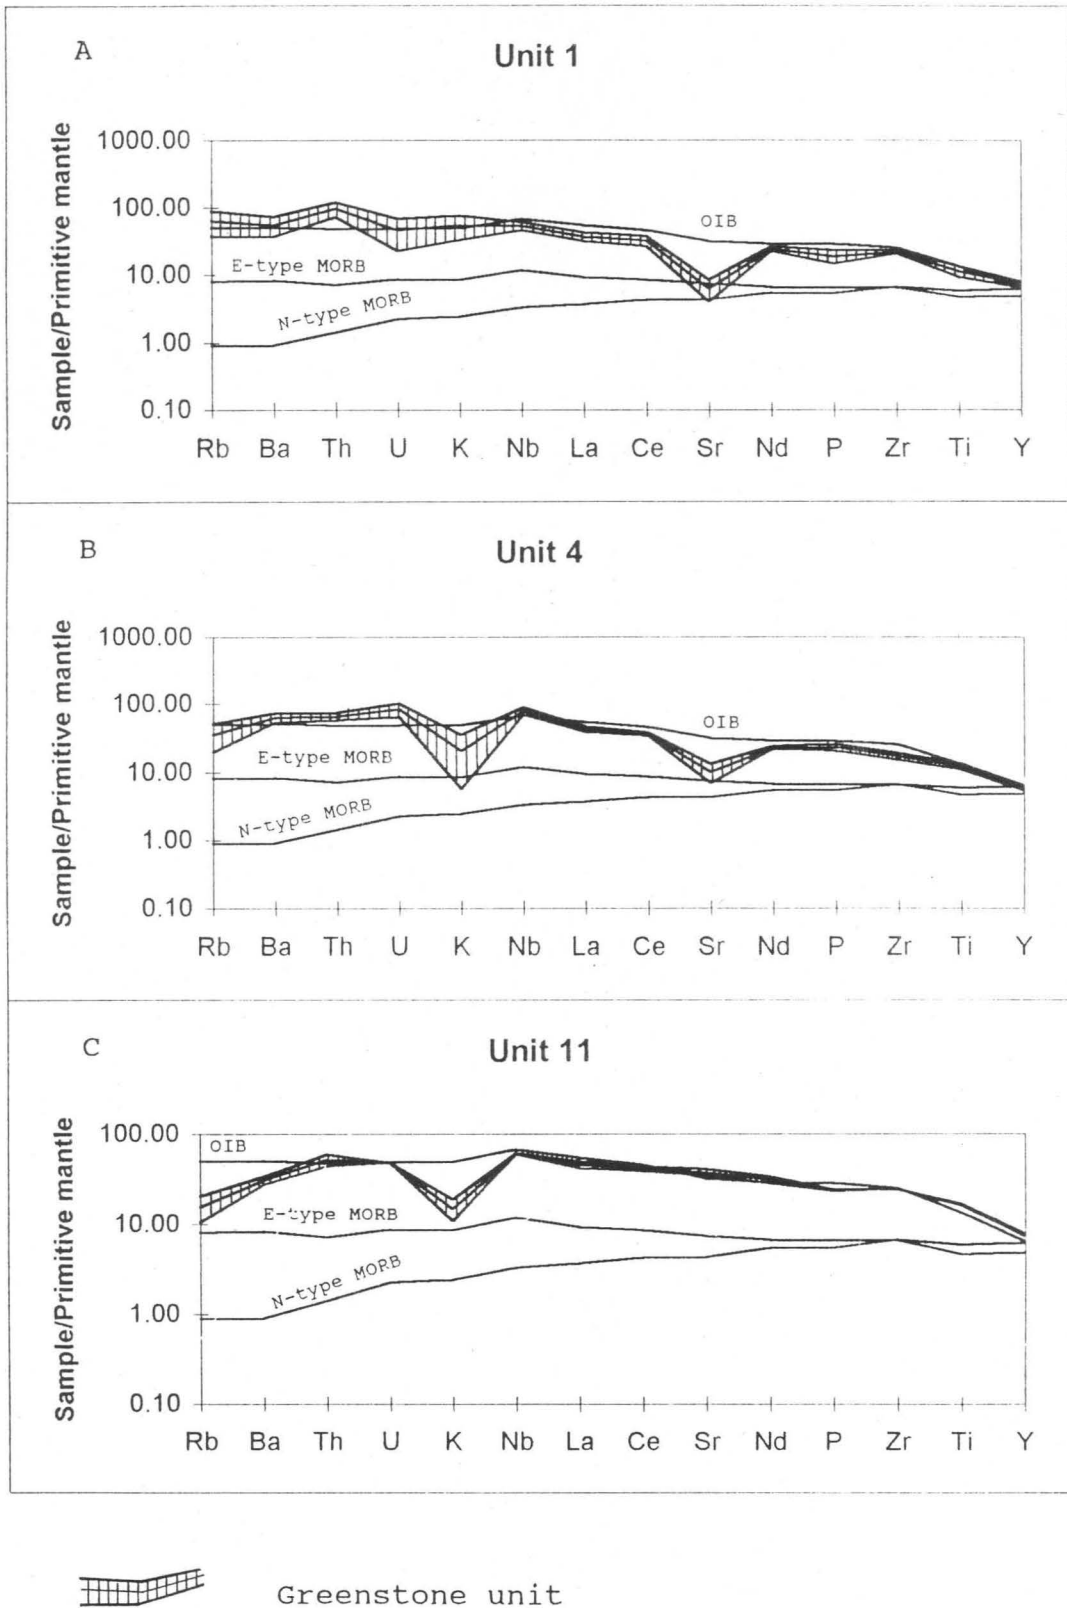 A
Unit 1
Sample/Primitive mantle
1000.00
100.00
10.00
1.00
0.10
OIB
E-type MORB
N-type MORB
Rb Ba Th U K Nb La Ce Sr Nd P Zr Ti Y
B
Unit 4
Sample/Primitive mantle
1000.00
100.00
10.00
1.00
0.10
OIB
E-type MORB
N-type MORB
Rb Ba Th U K Nb La Ce Sr Nd P Zr Ti Y
C
Unit 11
Sample/Primitive mantle
100.00
10.00
1.00
0.10
OIB
E-type MORB
N-type MORB
Rb Ba Th U K Nb La Ce Sr Nd P Zr Ti Y
Greenstone unit